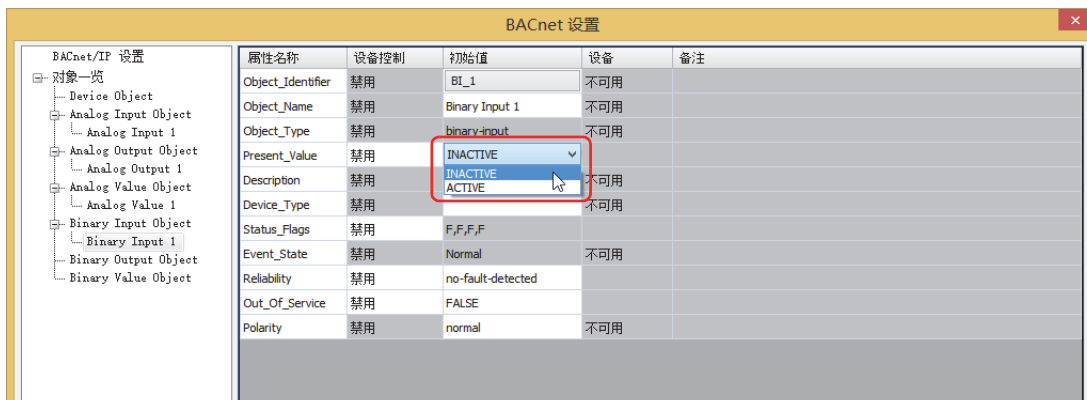 BACnet 设置
BACnet/IP 设置
对象一览
Device Object
Analog Input Object
Analog Input 1
Analog Output Object
Analog Output 1
Analog Value Object
Analog Value 1
Binary Input Object
Binary Input 1
Binary Output Object
Binary Value Object
属性名称 设备控制 初始值 设备 备注
Object_Identifier 禁用 BI_1 不可用
Object_Name 禁用 Binary Input 1 不可用
Object_Type 禁用 binary-input 不可用
Present_Value 禁用 INACTIVE
INACTIVE
ACTIVE
Description 禁用 不可用
Device_Type 禁用 不可用
Status_Flags 禁用 F,F,F,F
Event_State 禁用 Normal 不可用
Reliability 禁用 no-fault-detected
Out_Of_Service 禁用 FALSE
Polarity 禁用 normal 不可用